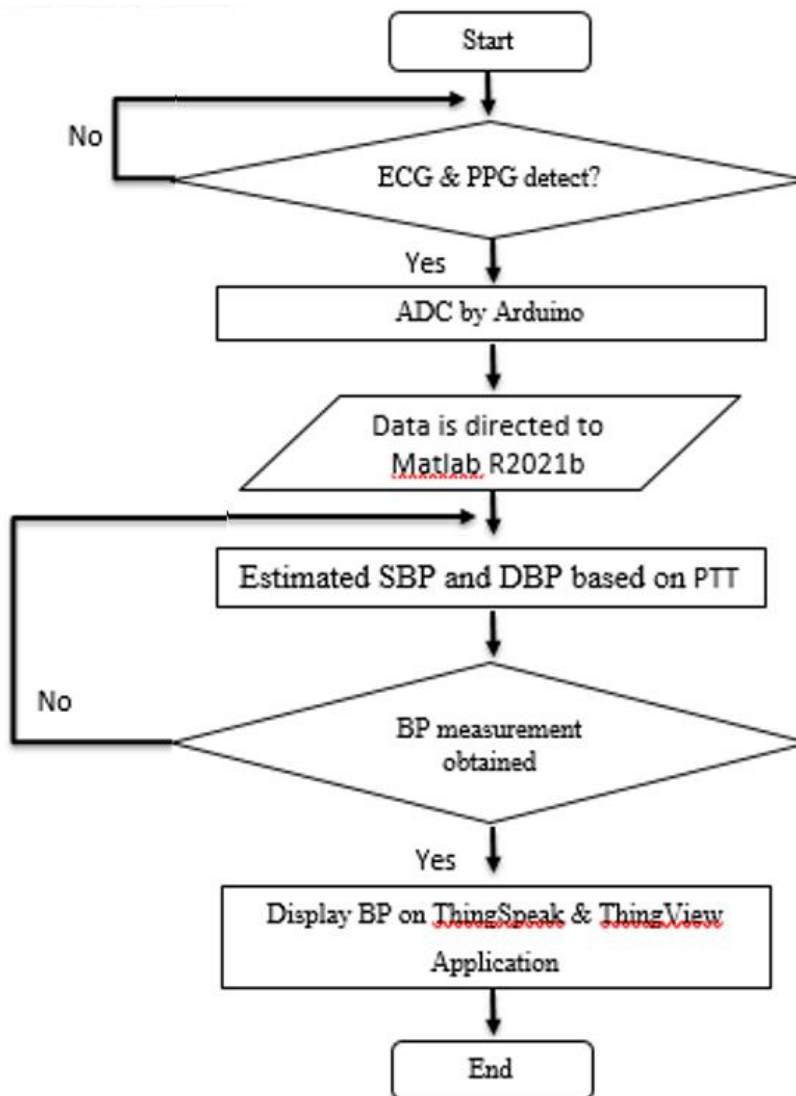 Start
No
ECG & PPG detect?
Yes
ADC by Arduino
Data is directed to
Matlab R2021b
Estimated SBP and DBP based on PTT
No
BP measurement
obtained
Yes
Display BP on ThingSpeak & ThingView
Application
End